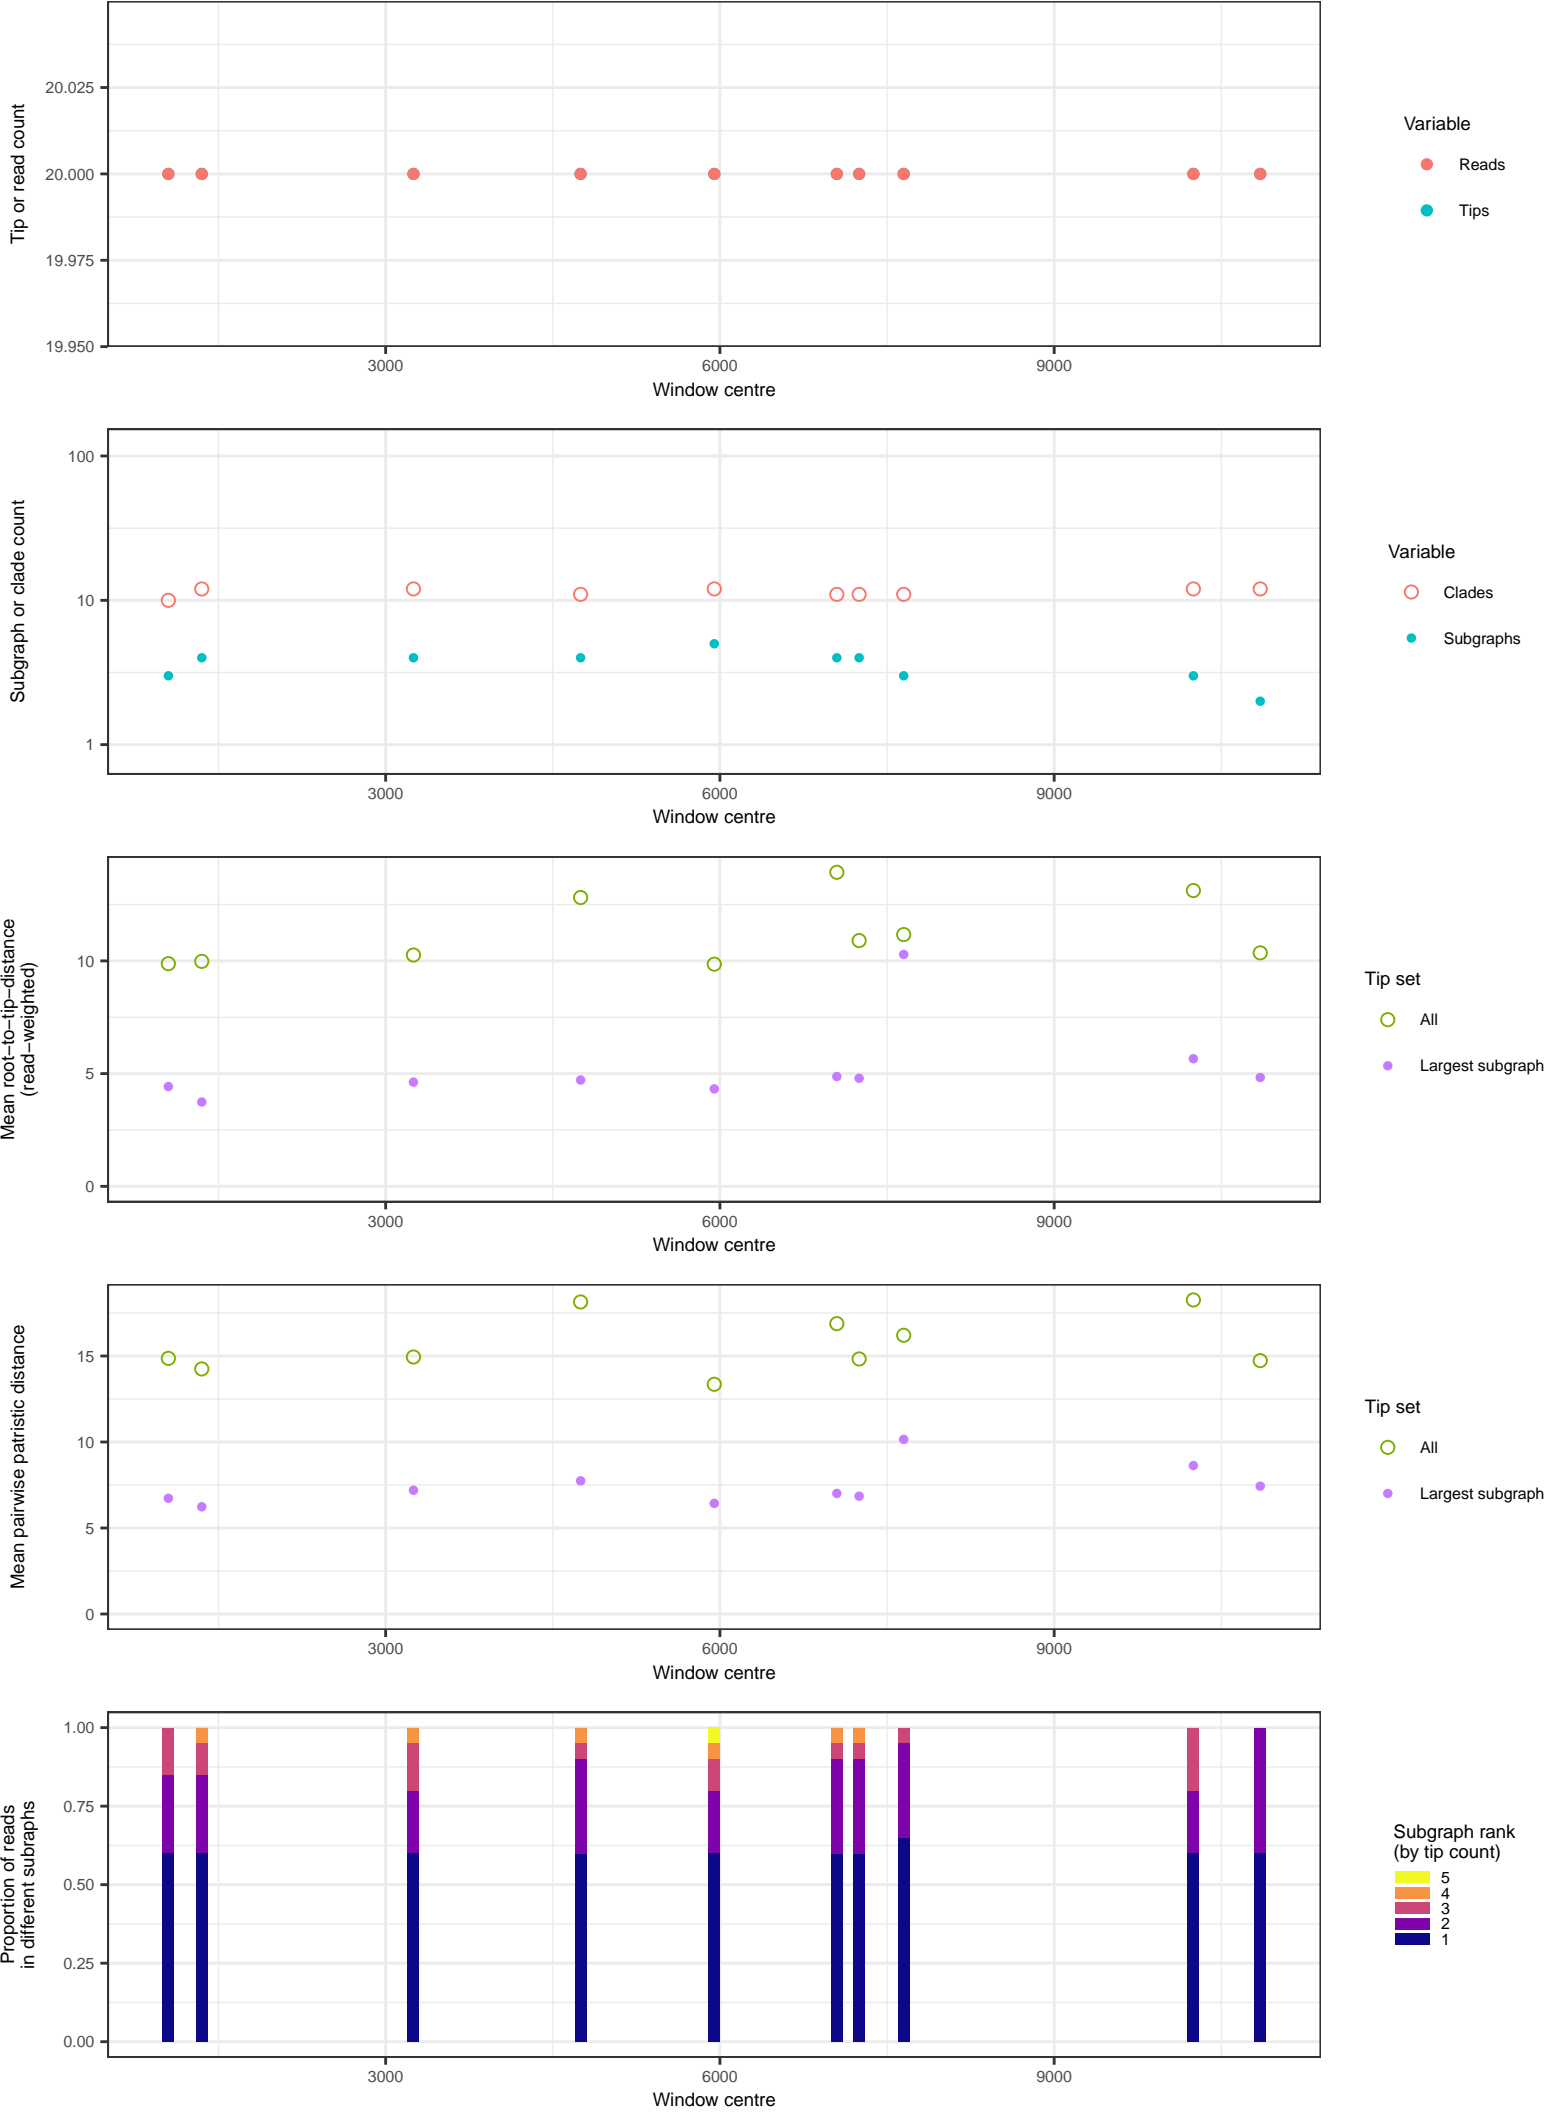 Tip or read count
20.025
20.000
19.975
19.950
3000
6000
9000
Window centre
Variable
Reads
Tips
Subgraph or clade count
100
10
1
3000
6000
9000
Window centre
Variable
Clades
Subgraphs
Mean root−to−tip−distance
(read−weighted)
10
5
0
3000
6000
9000
Window centre
Tip set
All
Largest subgraph
Mean pairwise patristic distance
15
10
5
0
3000
6000
9000
Window centre
Tip set
All
Largest subgraph
Proportion of reads
in different subraphs
1.00
0.75
0.50
0.25
0.00
3000
6000
9000
Window centre
Subgraph rank
(by tip count)
5
4
3
2
1